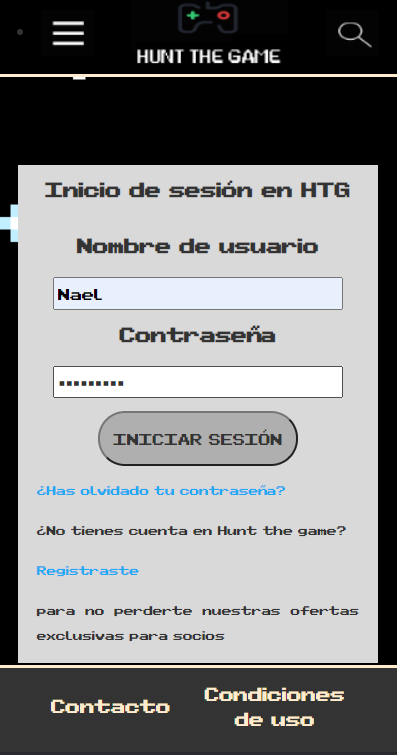 HUNT THE GAME
Inicio de sesión en HTG
Nombre de usuario
Nael
Contraseña
•••••••••
INICIAR SESIÓN
¿Has olvidado tu contraseña?
¿No tienes cuenta en Hunt the game?
Registraste
para no perderte nuestras ofertas
exclusivas para socios
Contacto
Condiciones
de uso